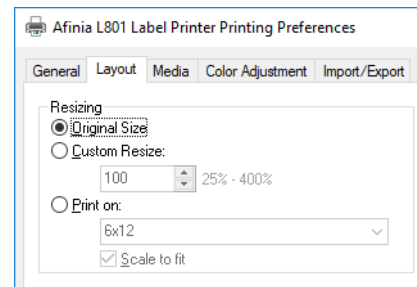 Afinia L801 Label Printer Printing Preferences
General Layout Media Color Adjustment Import/Export
Resizing
Original Size
Custom Resize:
100 25% - 400%
Print on:
6x12
Scale to fit